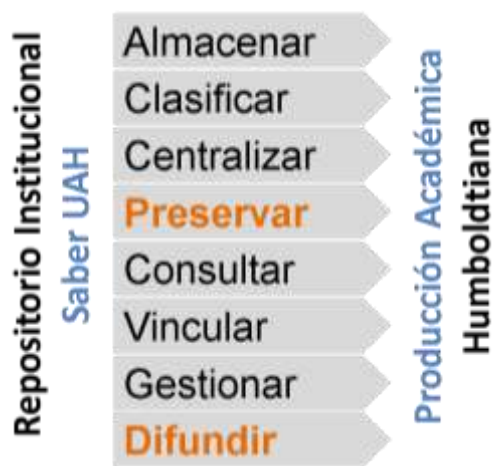 Repositorio Institucional
Saber UAH
Almacenar
Clasificar
Centralizar
Preservar
Consultar
Vincular
Gestionar
Difundir
Producción Académica
Humboldtiana